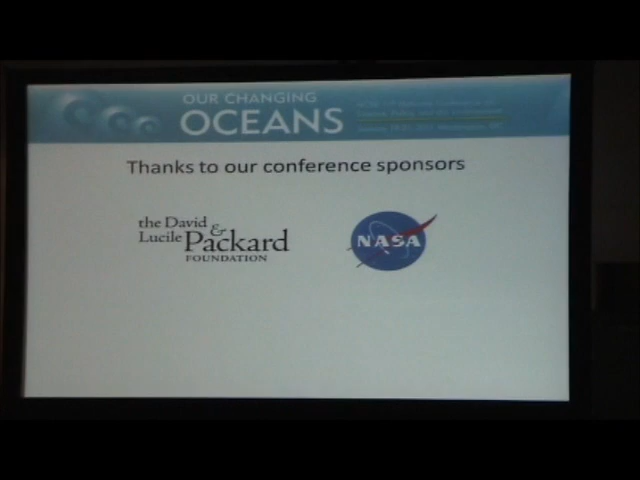 OUR CHANGING
OCEANS
Thanks to our conference sponsors
the David &
Lucile Packard
FOUNDATION
NASA